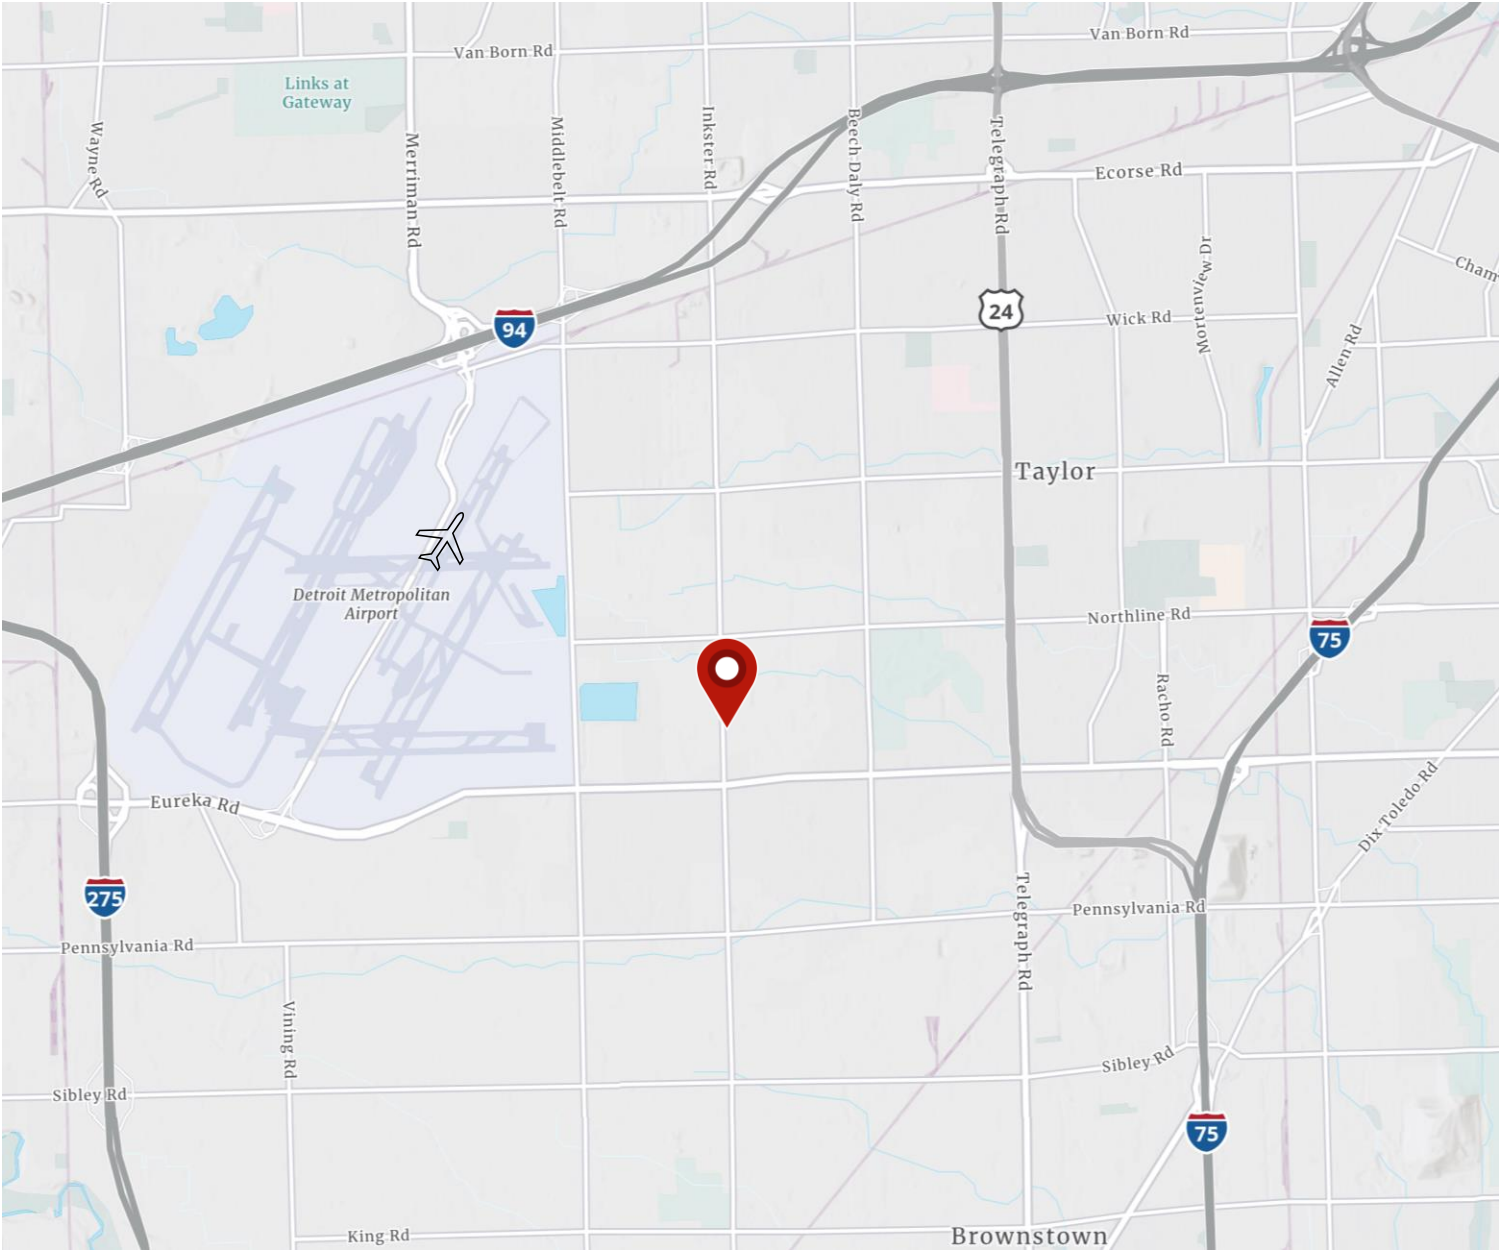 Van Born Rd
Van Born Rd
Links at
Gateway
Wayne Rd
Merriman Rd
Middlebelt Rd
Inkster Rd
Beech Daly Rd
Telegraph Rd
Ecorse Rd
Mortenview Dr
Cham
94
24
Wick Rd
Allen Rd
Taylor
Detroit Metropolitan
Airport
Northline Rd
75
Racho Rd
Eureka Rd
Dix Toledo Rd
275
Telegraph Rd
Pennsylvania Rd
Pennsylvania Rd
Vining Rd
Sibley Rd
Sibley Rd
75
King Rd
Brownstown